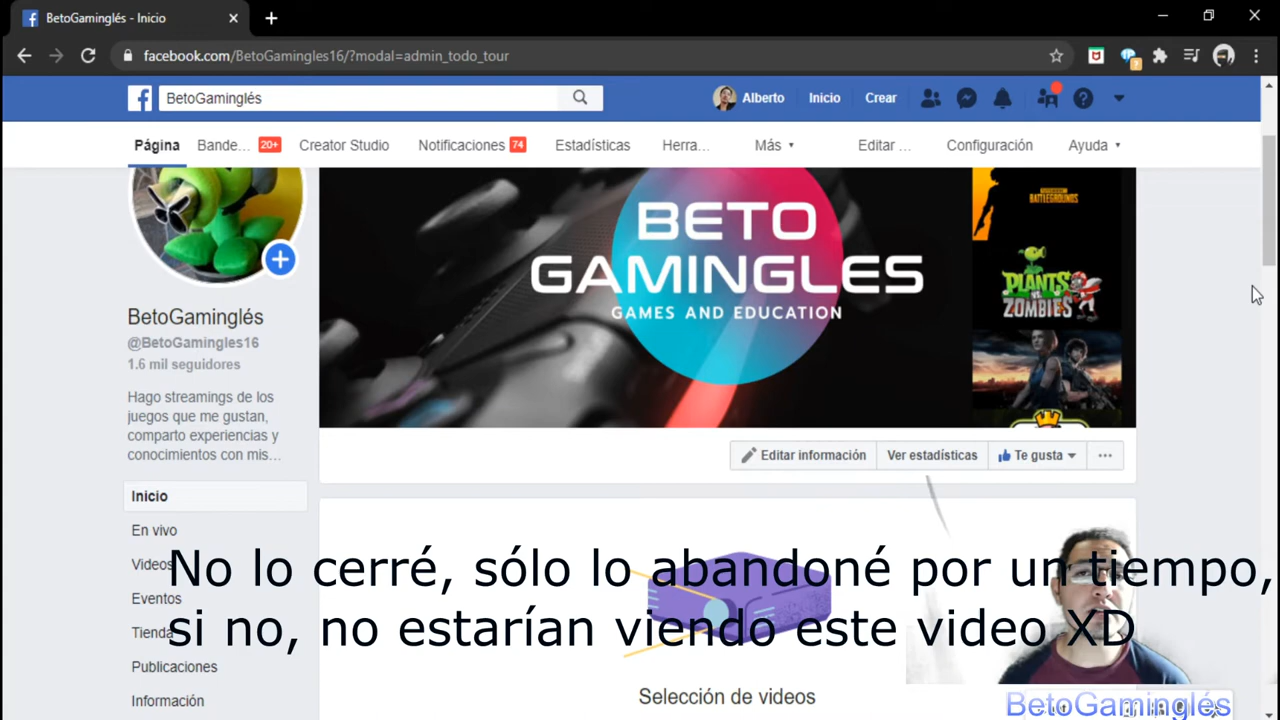 BetoGaminglés - Inicio
facebook.com/BetoGamingles16/?modal=admin_todo_tour
BetoGaminglés
Alberto
Inicio
Crear
Página
Bande...
20+
Creator Studio
Notificaciones
74
Estadísticas
Herra...
Más
Editar ...
Configuración
Ayuda
BETO
GAMINGLES
GAMES AND EDUCATION
BATTLEGROUNDS
PLANTS
VS.
ZOMBIES
BetoGaminglés
@BetoGamingles16
1.6 mil seguidores
Hago streamings de los
juegos que me gustan,
comparto experiencias y
conocimientos con mis...
Editar información
Ver estadísticas
Te gusta
Inicio
En vivo
Videos
Eventos
Tienda
Publicaciones
Información
No lo cerré, sólo lo abandoné por un tiempo,
si no, no estarían viendo este video XD
Selección de videos
BetoGaminglés